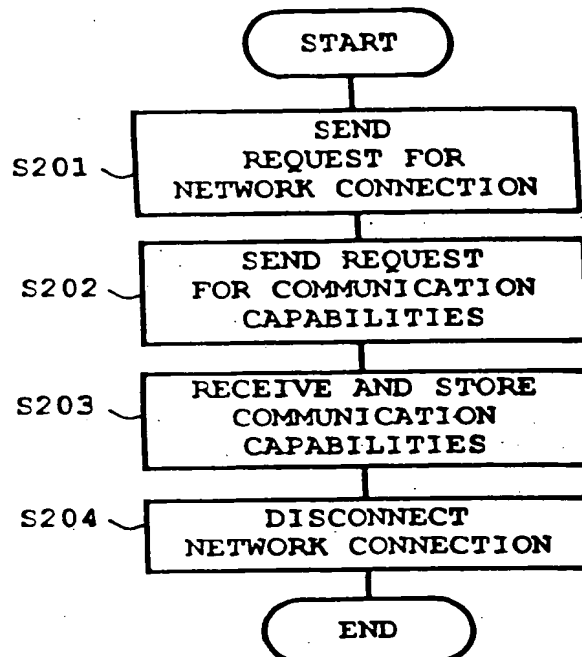 START
S201
SEND
REQUEST FOR
NETWORK CONNECTION
S202
SEND REQUEST
FOR COMMUNICATION
CAPABILITIES
S203
RECEIVE AND STORE
COMMUNICATION
CAPABILITIES
S204
DISCONNECT
NETWORK CONNECTION
END